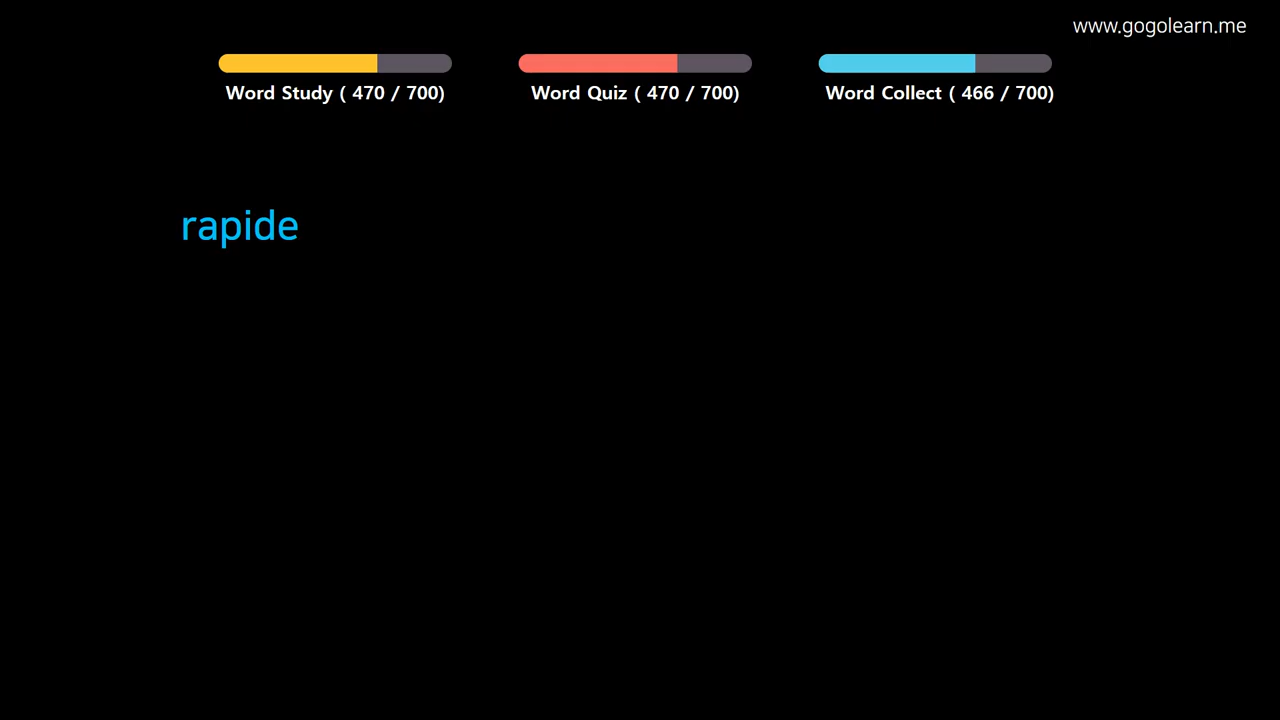 www.gogolearn.me
Word Study ( 470 / 700)
Word Quiz ( 470 / 700)
Word Collect ( 466 / 700)
rapide